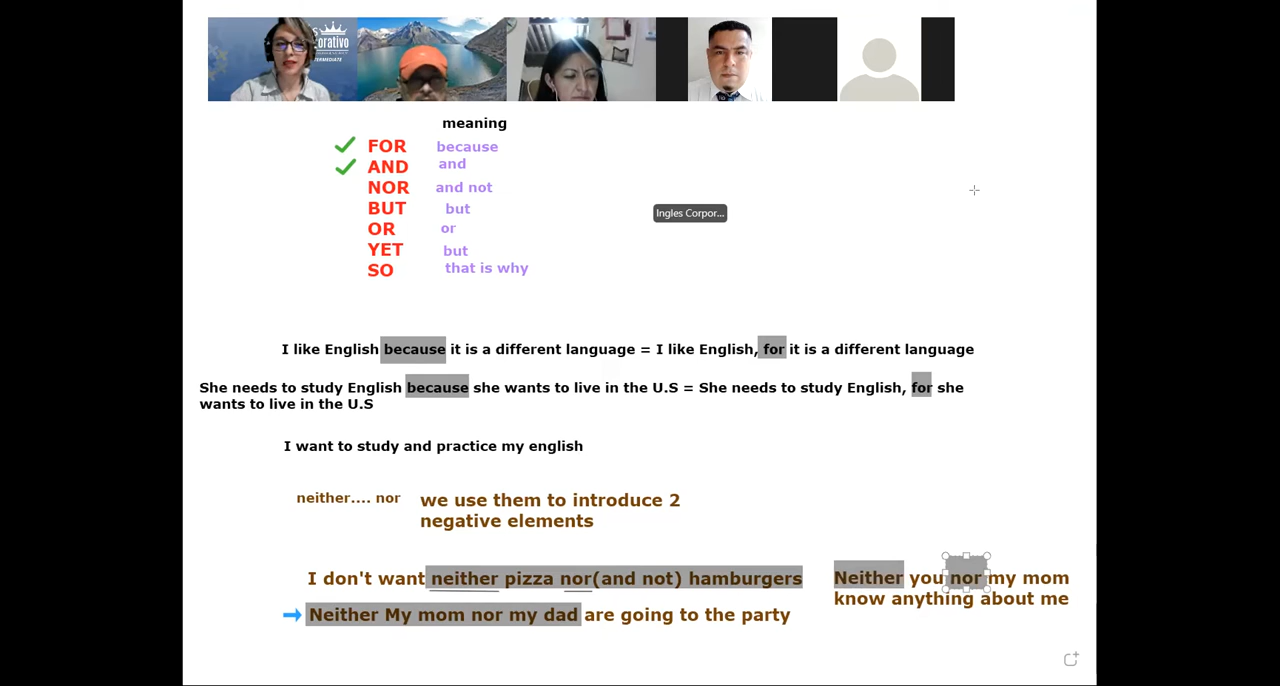 orativo
meaning
FOR because
AND and
NOR and not
BUT but
OR or
YET but
SO that is why
Ingles Corpor...
I like English because it is a different language = I like English, for it is a different language
She needs to study English because she wants to live in the U.S = She needs to study English, for she
wants to live in the U.S
I want to study and practice my english
neither.... nor we use them to introduce 2
negative elements
I don't want neither pizza nor(and not) hamburgers
Neither you nor my mom
know anything about me
Neither My mom nor my dad are going to the party